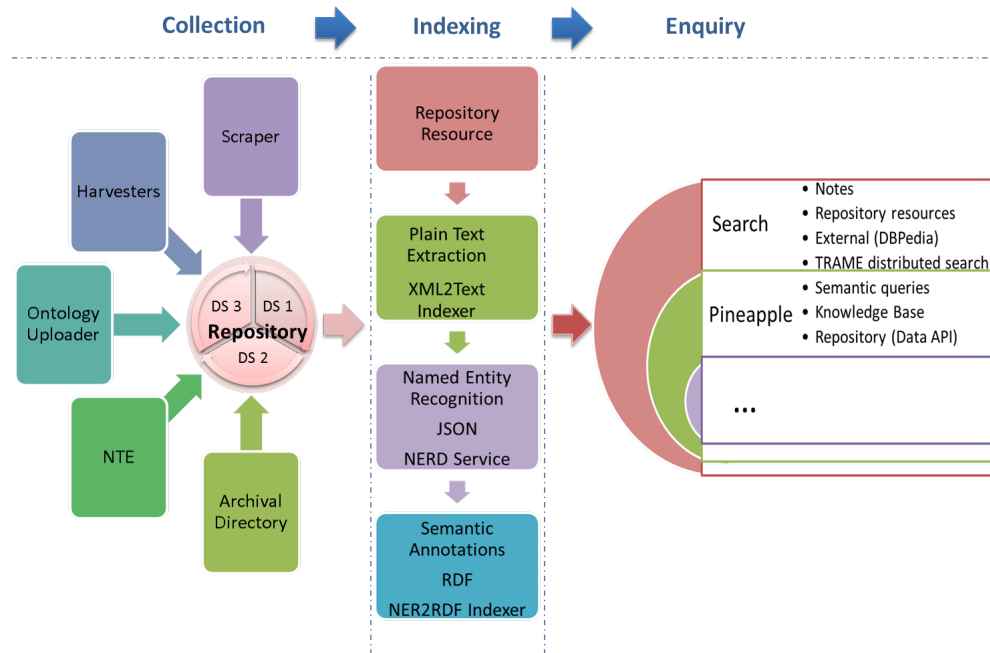 Collection
Indexing
Enquiry
Scraper
Harvesters
Ontology
Uploader
NTE
Archival
Directory
DS 3
DS 1
Repository
DS 2
Repository
Resource
Plain Text
Extraction
XML2Text
Indexer
Named Entity
Recognition
JSON
NERD Service
Semantic
Annotations
RDF
NER2RDF Indexer
Search
• Notes
• Repository resources
• External (DBPedia)
• TRAME distributed search
Pineapple
• Semantic queries
• Knowledge Base
• Repository (Data API)
...